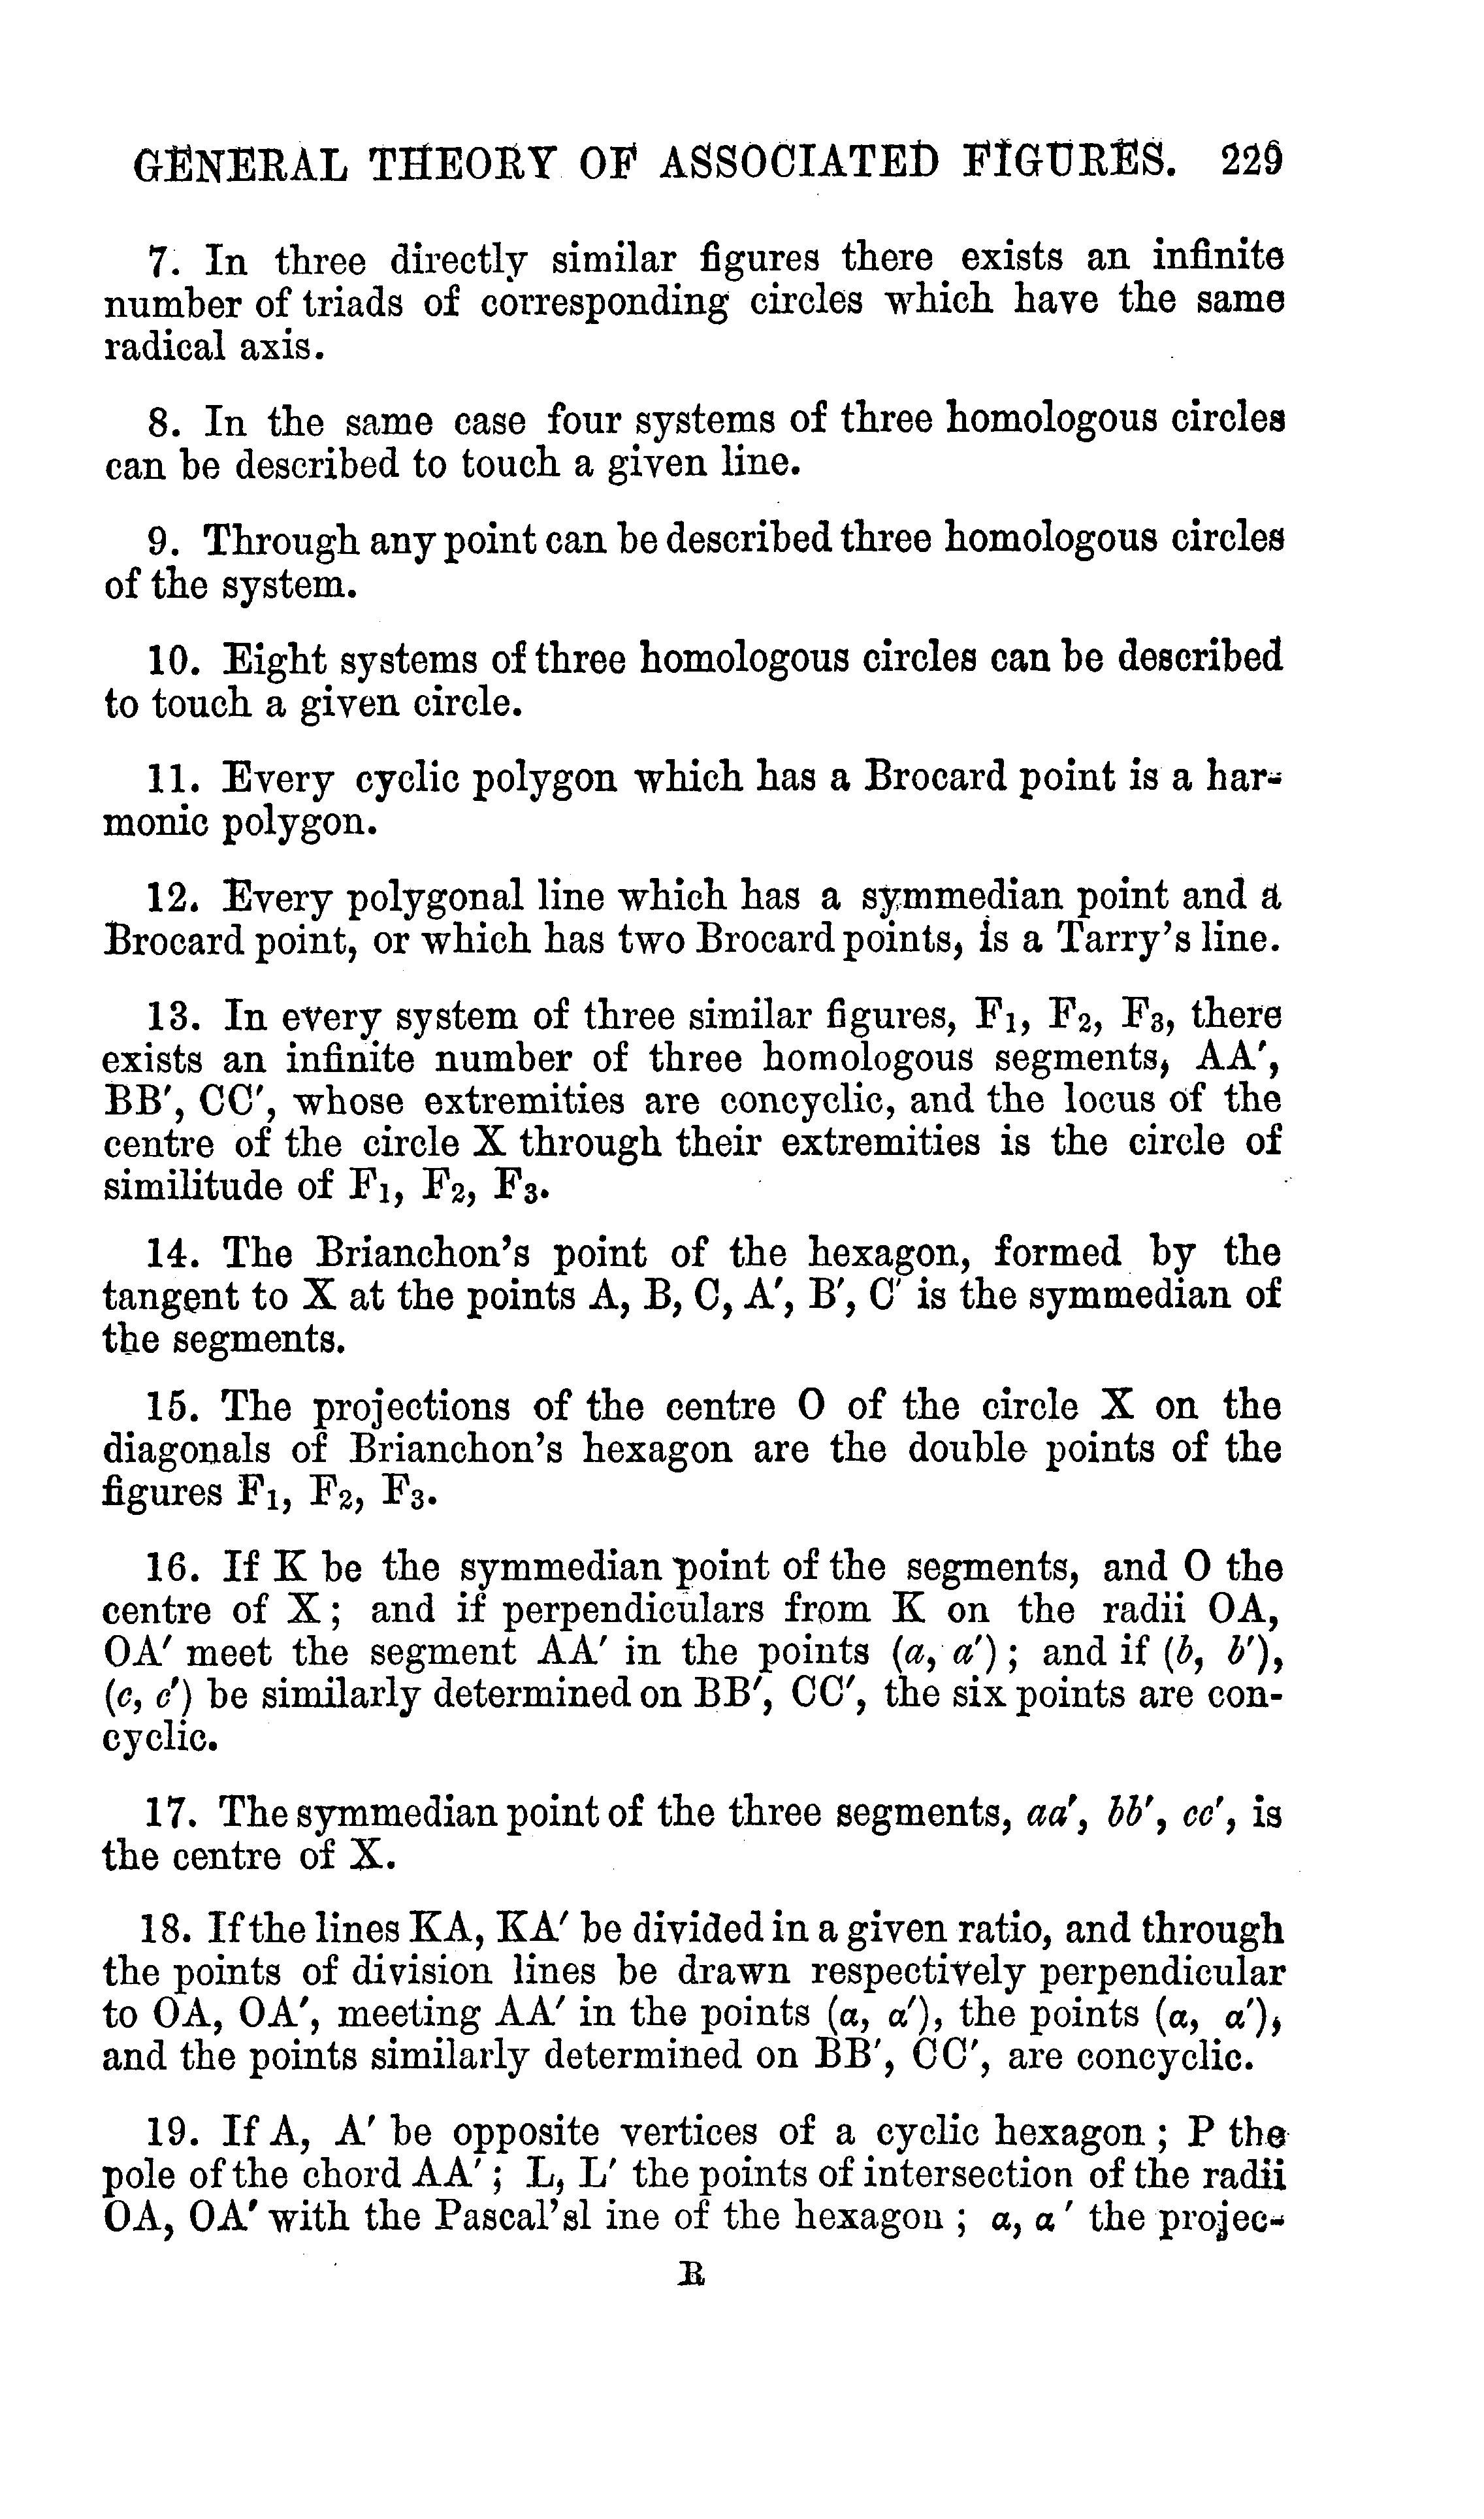 GENERAL THEORY OF ASSOCIATED FIGURES. 229
7. In three directly similar figures there exists an infinite
number of triads of corresponding circles which have the same
radical axis.
8. In the same case four systems of three homologous circles
can be described to touch a given line.
9. Through any point can be described three homologous circles
of the system.
10. Eight systems of three homologous circles can be described
to touch a given circle.
11. Every cyclic polygon which has a Brocard point is a har-
monic polygon.
12. Every polygonal line which has a symmedian point and a
Brocard point, or which has two Brocard points, is a Tarry's line.
13. In every system of three similar figures, F₁, F₂, F₃, there
exists an infinite number of three homologous segments, AA′,
BB′, CC′, whose extremities are concyclic, and the locus of the
centre of the circle X through their extremities is the circle of
similitude of F₁, F₂, F₃.
14. The Brianchon's point of the hexagon, formed by the
tangent to X at the points A, B, C, A′, B′, C′ is the symmedian of
the segments.
15. The projections of the centre O of the circle X on the
diagonals of Brianchon's hexagon are the double points of the
figures F₁, F₂, F₃.
16. If K be the symmedian point of the segments, and O the
centre of X; and if perpendiculars from K on the radii OA,
OA′ meet the segment AA′ in the points (a, a′); and if (b, b′),
(c, c′) be similarly determined on BB′, CC′, the six points are con-
cyclic.
17. The symmedian point of the three segments, aa′, bb′, cc′, is
the centre of X.
18. If the lines KA, KA′ be divided in a given ratio, and through
the points of division lines be drawn respectively perpendicular
to OA, OA′, meeting AA′ in the points (α, α′), the points (α, α′),
and the points similarly determined on BB′, CC′, are concyclic.
19. If A, A′ be opposite vertices of a cyclic hexagon; P the
pole of the chord AA′; L, L′ the points of intersection of the radii
OA, OA′ with the Pascal'sl ine of the hexagon; α, α′ the projec-
R